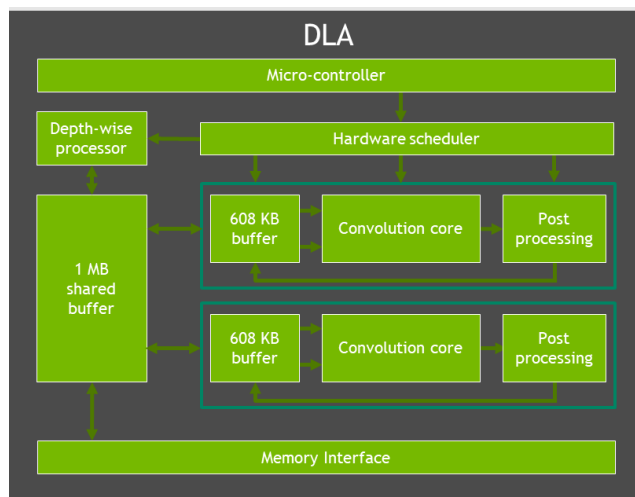 DLA
Micro-controller
Depth-wise
processor
Hardware scheduler
608 KB
buffer
Convolution core
Post
processing
1 MB
shared
buffer
608 KB
buffer
Convolution core
Post
processing
Memory Interface